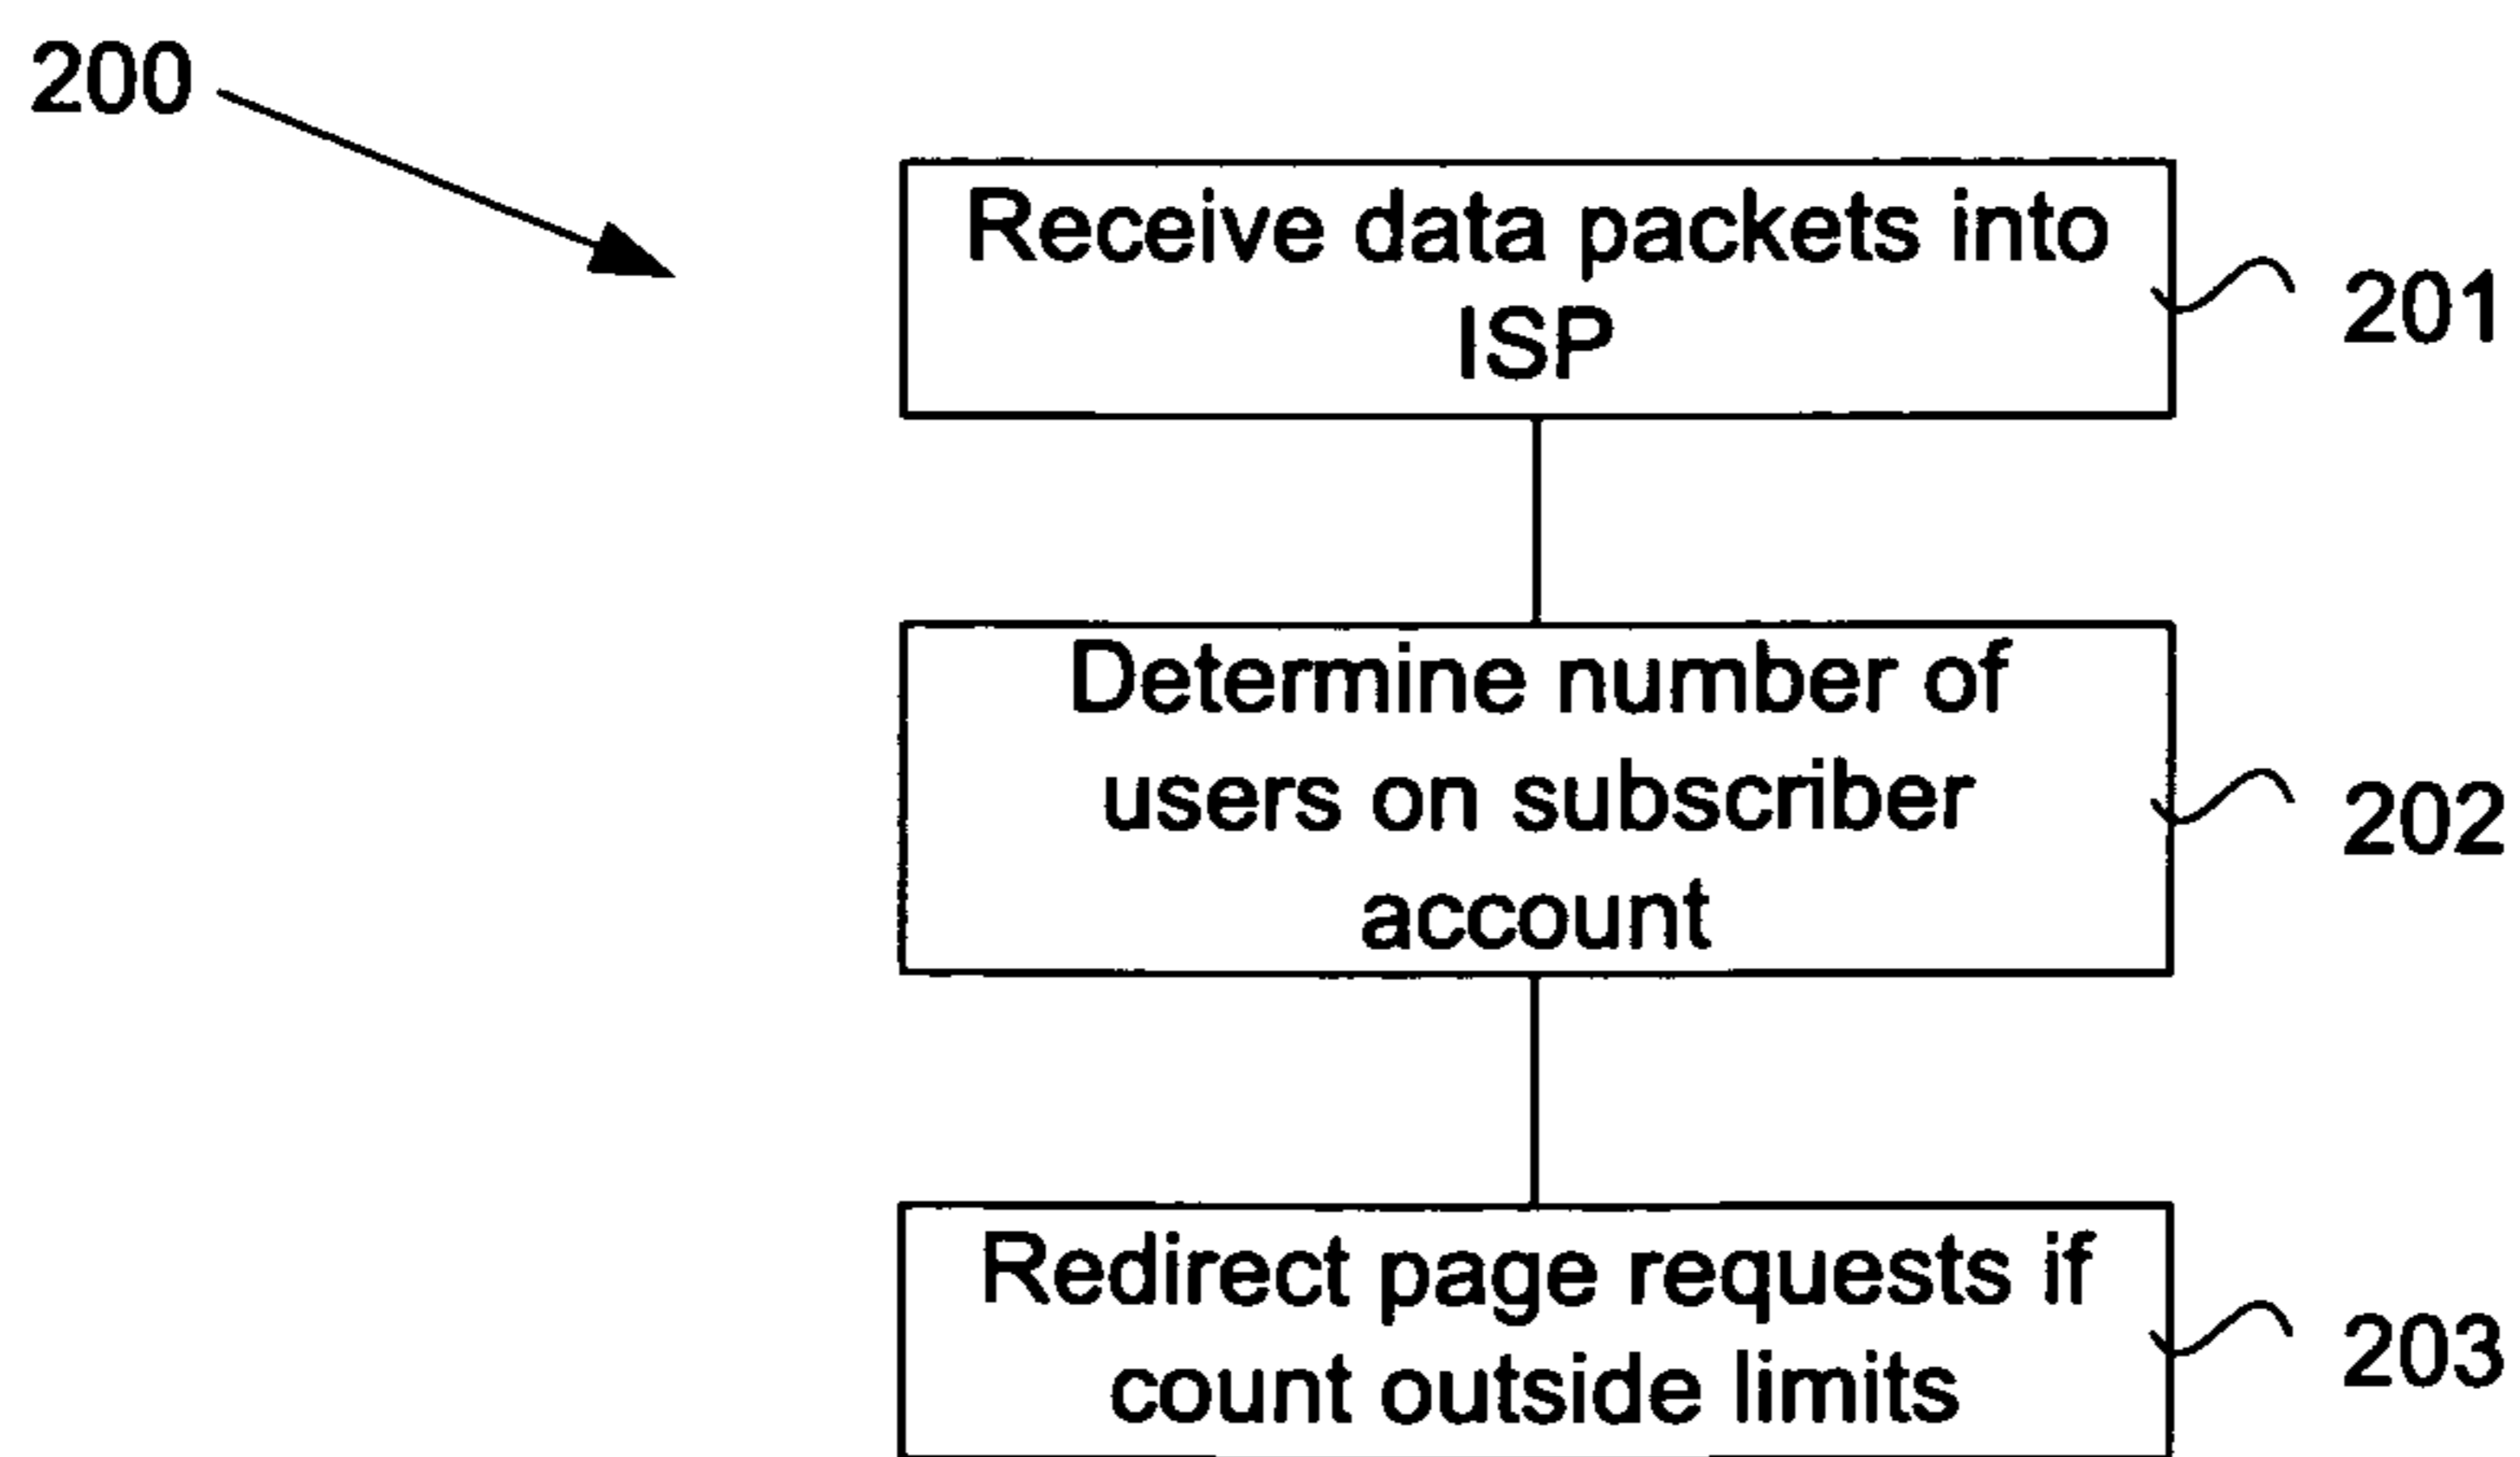 200
Receive data packets into
ISP
201
Determine number of
users on subscriber
account
202
Redirect page requests if
count outside limits
203